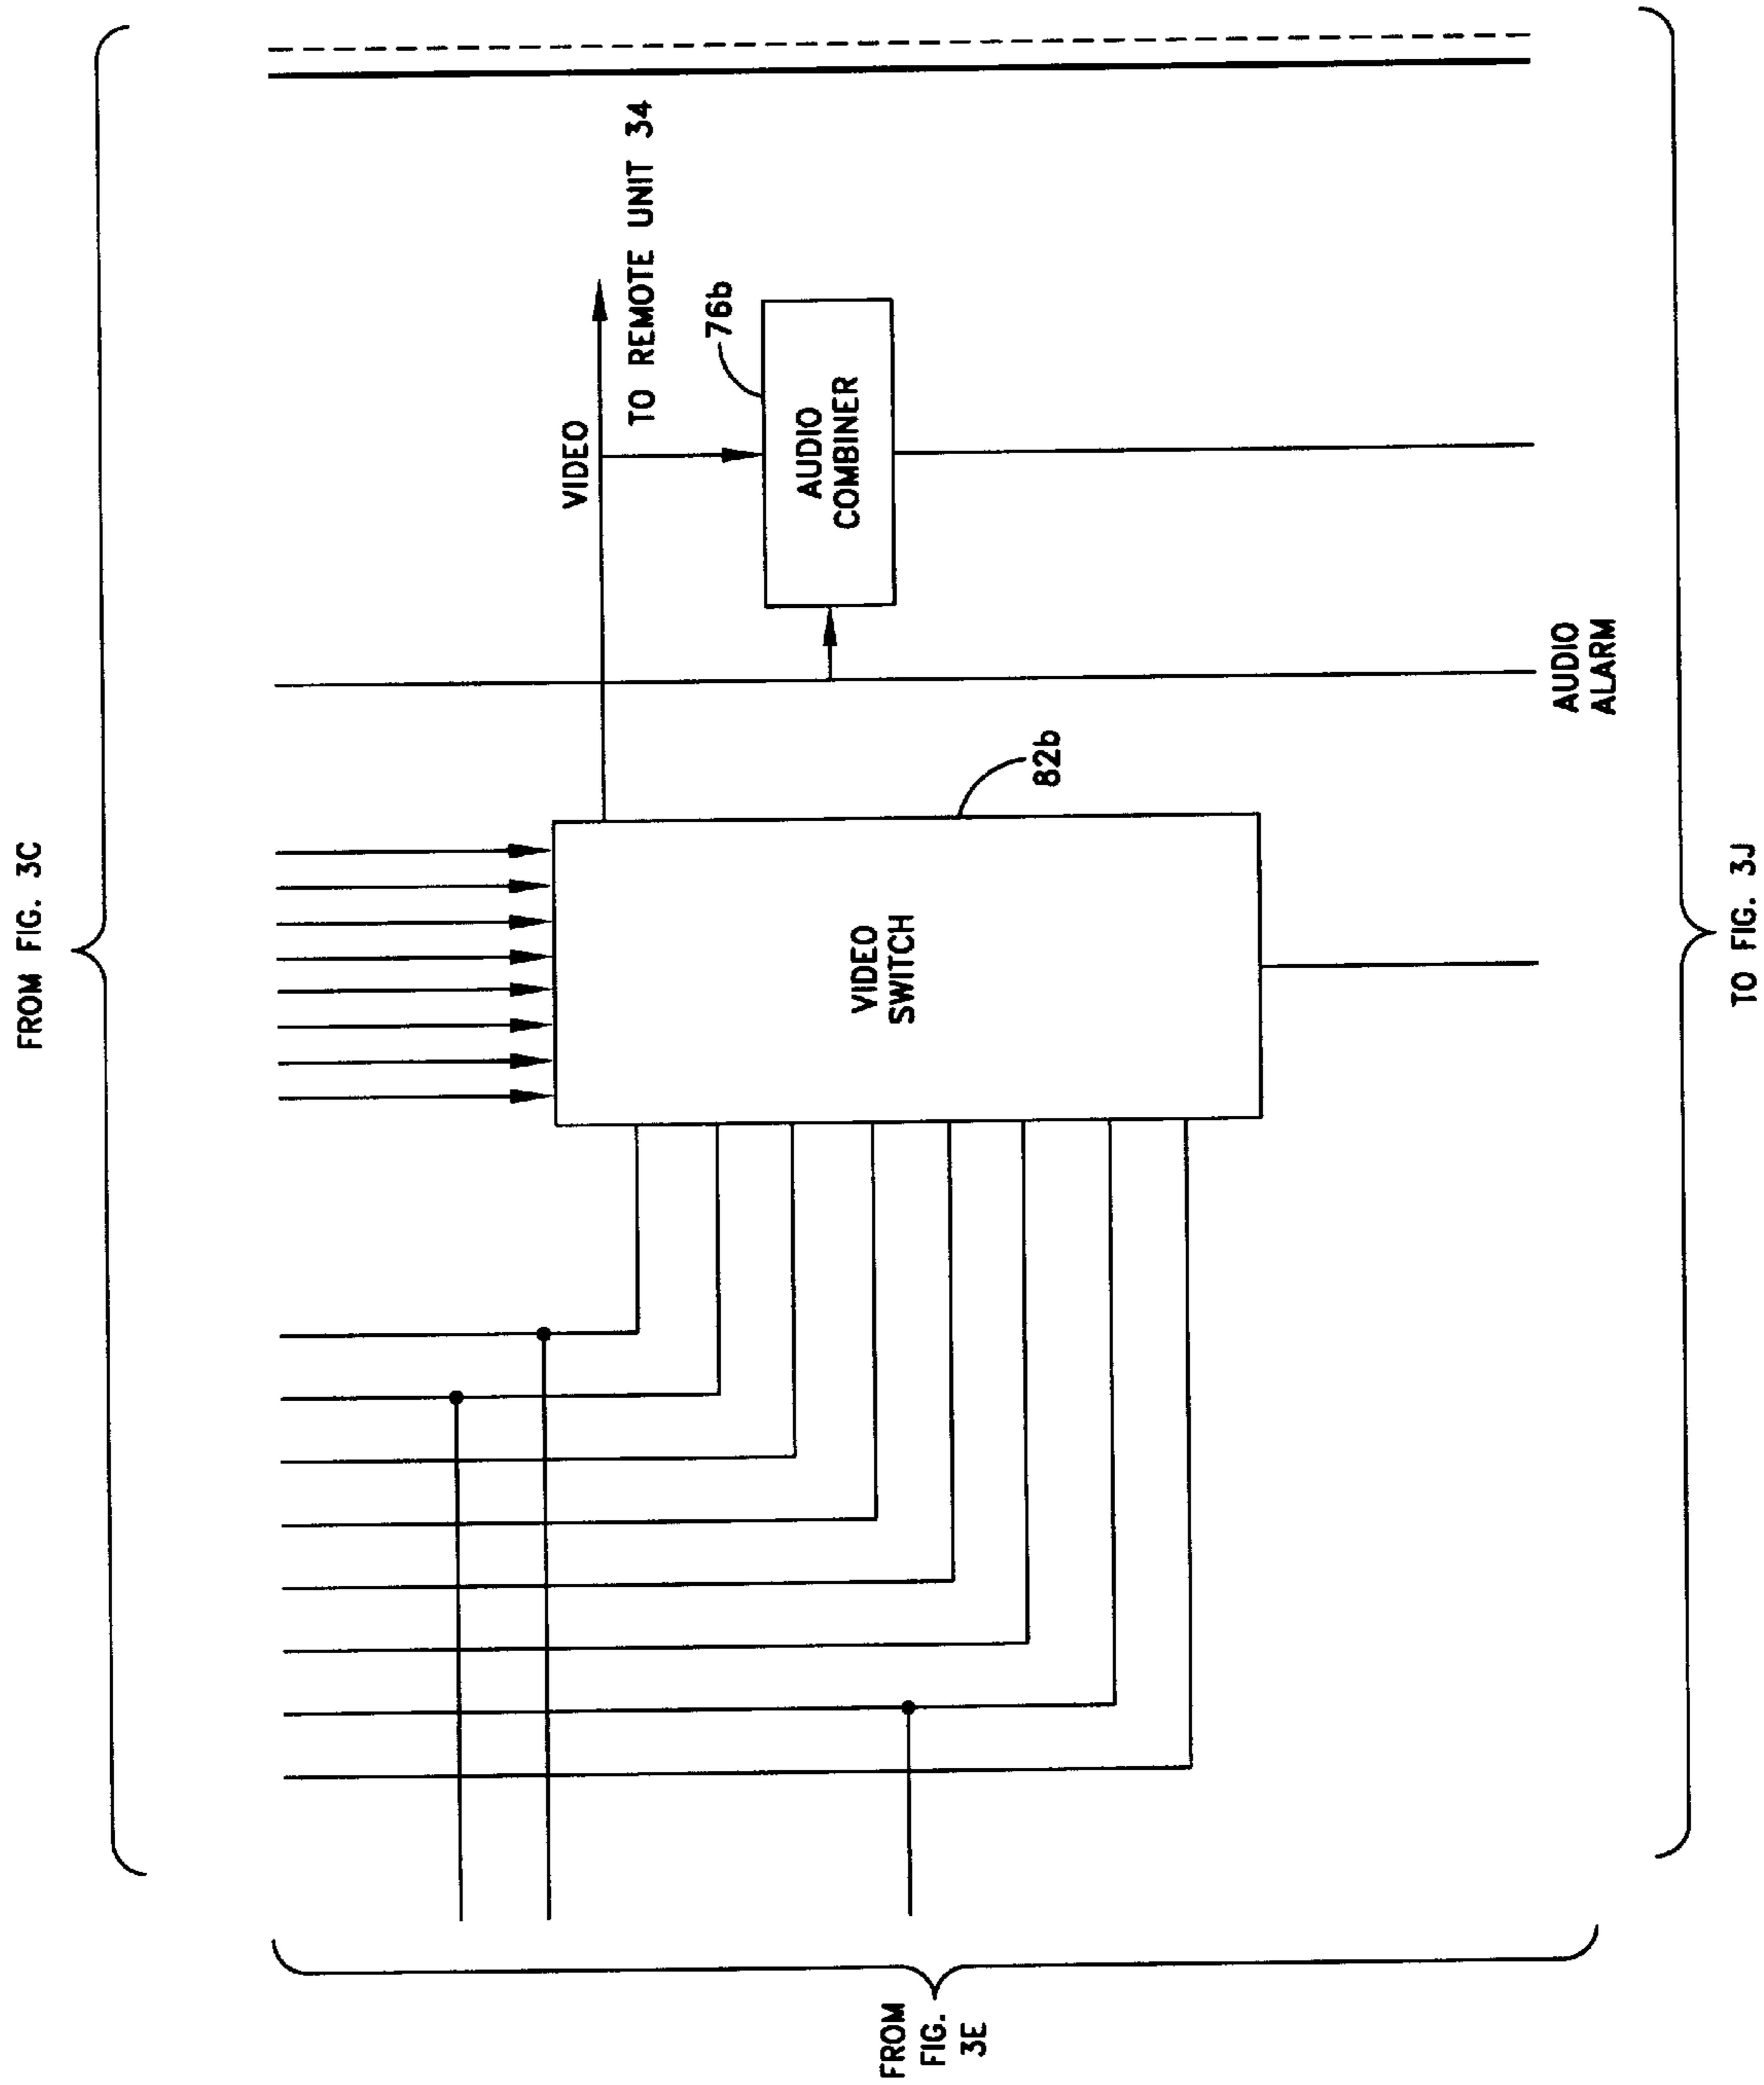 FROM FIG. 3C
VIDEO
TO REMOTE UNIT 34
76b
AUDIO
COMBINER
82b
VIDEO
SWITCH
AUDIO
ALARM
FROM
FIG.
3E
TO FIG. 3J